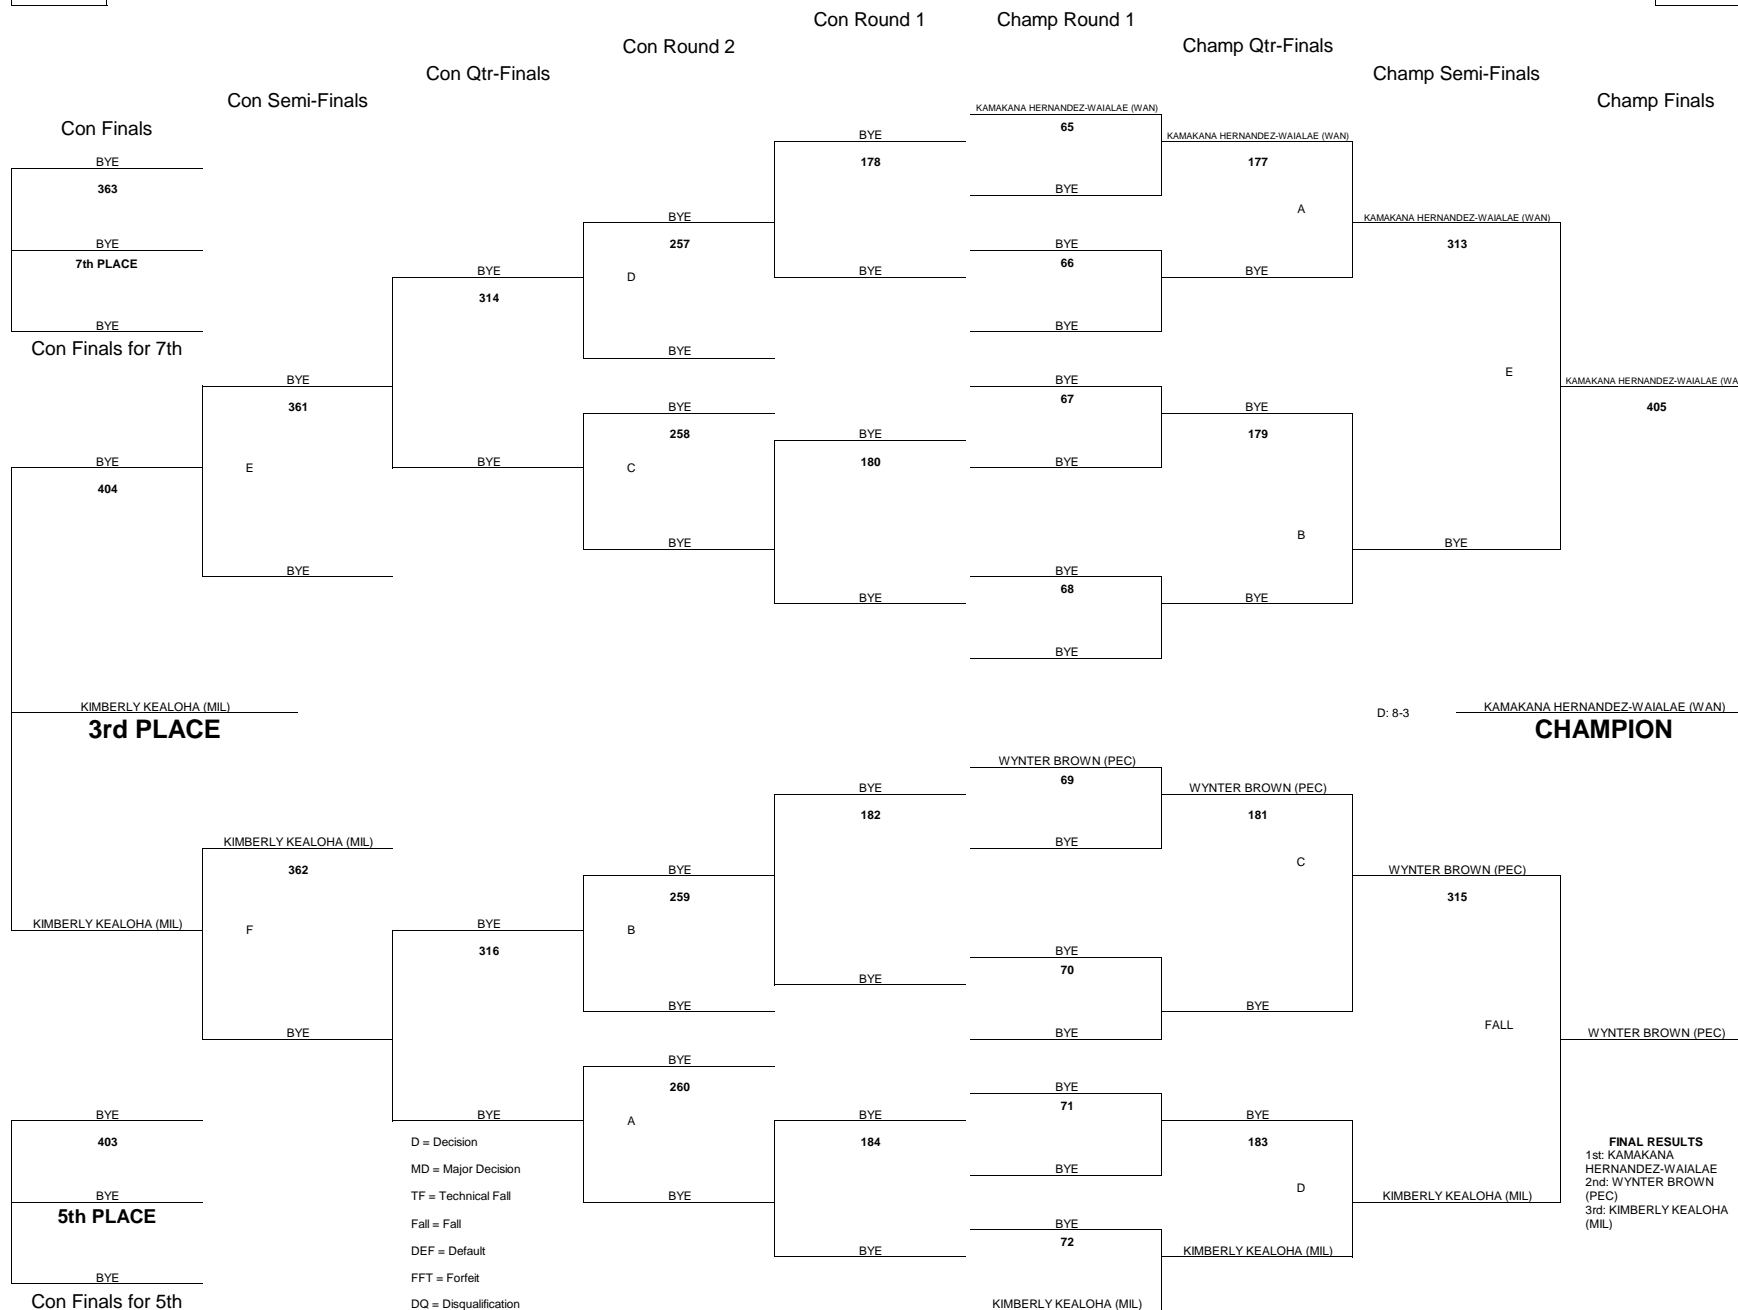 Con Round 1
Champ Round 1
Con Round 2
Champ Qtr-Finals
Con Qtr-Finals
Champ Semi-Finals
Con Semi-Finals
Champ Finals
Con Finals
BYE
363
BYE
7th PLACE
BYE
Con Finals for 7th
BYE
404
KIMBERLY KEALOHA (MIL)
3rd PLACE
KIMBERLY KEALOHA (MIL)
BYE
403
BYE
5th PLACE
BYE
Con Finals for 5th
BYE
361
E
BYE
KIMBERLY KEALOHA (MIL)
362
F
BYE
BYE
314
BYE
BYE
316
BYE
D = Decision
MD = Major Decision
TF = Technical Fall
Fall = Fall
DEF = Default
FFT = Forfeit
DQ = Disqualification
BYE
257
D
BYE
BYE
258
C
BYE
BYE
259
B
BYE
BYE
260
A
BYE
BYE
178
BYE
BYE
180
BYE
BYE
182
BYE
BYE
184
BYE
KAMAKANA HERNANDEZ-WAIALAE (WAN)
65
BYE
BYE
66
BYE
BYE
67
BYE
BYE
68
BYE
WYNTER BROWN (PEC)
69
BYE
BYE
70
BYE
BYE
71
BYE
BYE
72
KIMBERLY KEALOHA (MIL)
KAMAKANA HERNANDEZ-WAIALAE (WAN)
177
A
BYE
BYE
179
B
BYE
WYNTER BROWN (PEC)
181
C
BYE
BYE
183
D
KIMBERLY KEALOHA (MIL)
KAMAKANA HERNANDEZ-WAIALAE (WAN)
313
E
BYE
WYNTER BROWN (PEC)
315
FALL
KIMBERLY KEALOHA (MIL)
KAMAKANA HERNANDEZ-WAIALAE (WA
405
D: 8-3
KAMAKANA HERNANDEZ-WAIALAE (WAN)
CHAMPION
WYNTER BROWN (PEC)
FINAL RESULTS
1st: KAMAKANA
HERNANDEZ-WAIALAE
2nd: WYNTER BROWN
(PEC)
3rd: KIMBERLY KEALOHA
(MIL)